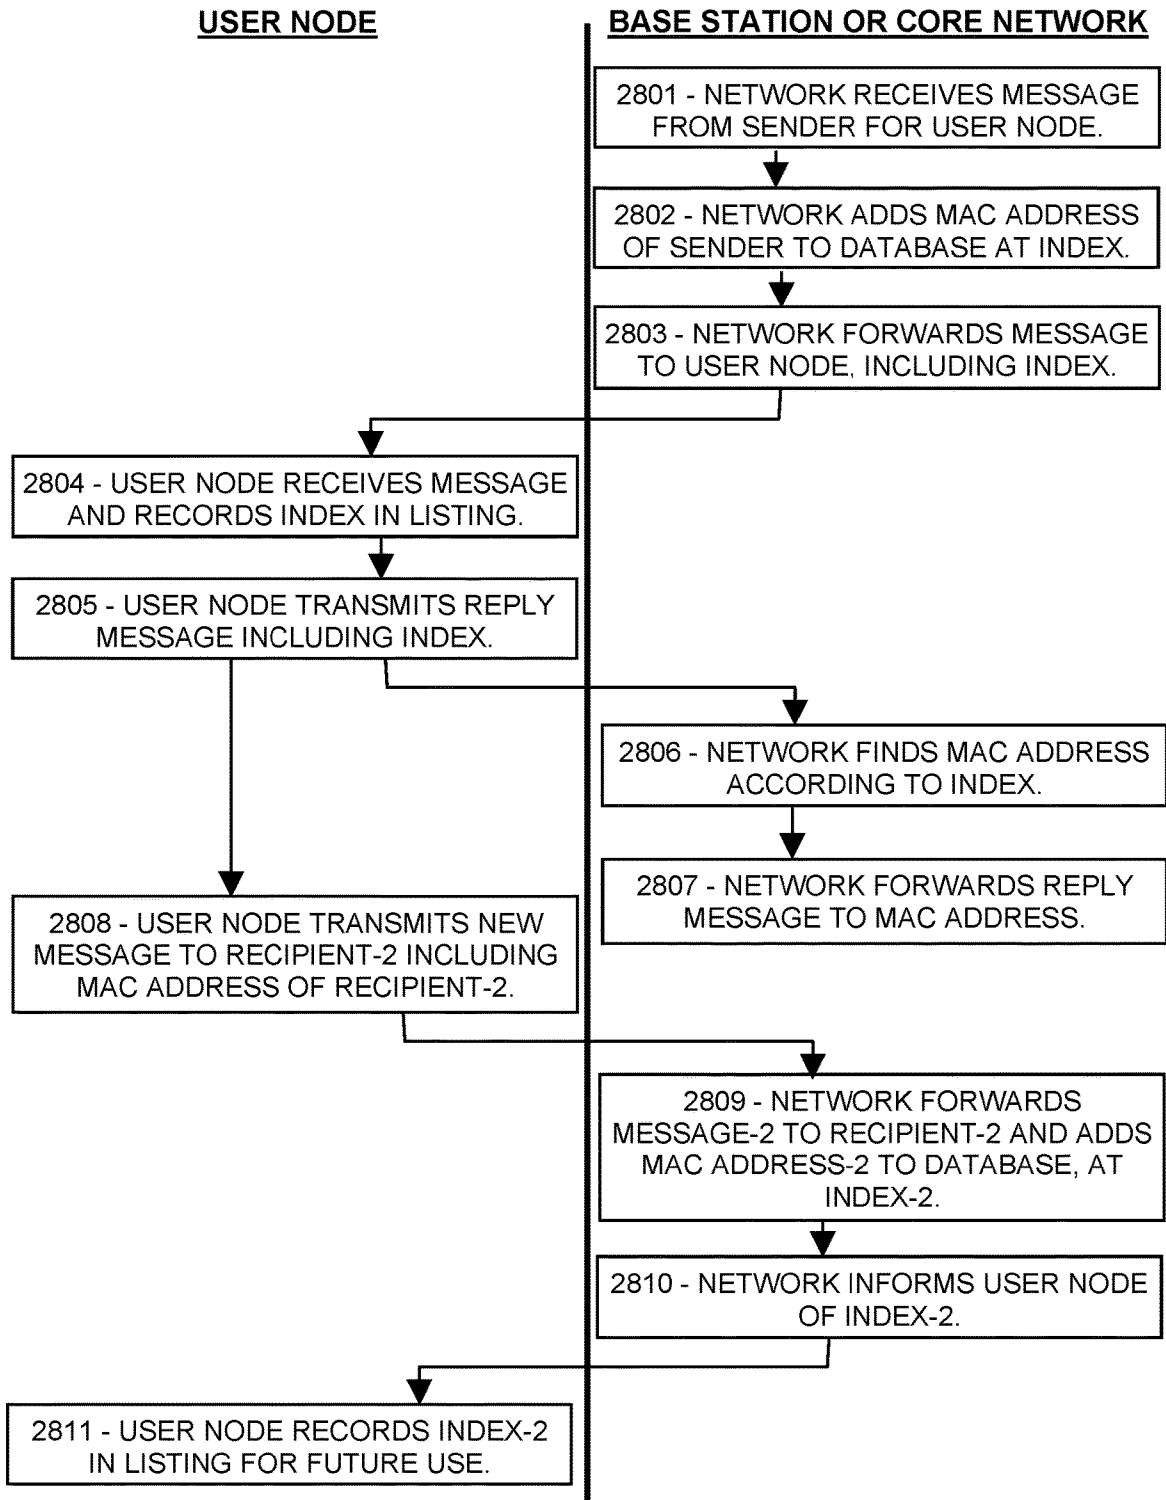 USER NODE
BASE STATION OR CORE NETWORK
2801 - NETWORK RECEIVES MESSAGE
FROM SENDER FOR USER NODE.
2802 - NETWORK ADDS MAC ADDRESS
OF SENDER TO DATABASE AT INDEX.
2803 - NETWORK FORWARDS MESSAGE
TO USER NODE, INCLUDING INDEX.
2804 - USER NODE RECEIVES MESSAGE
AND RECORDS INDEX IN LISTING.
2805 - USER NODE TRANSMITS REPLY
MESSAGE INCLUDING INDEX.
2806 - NETWORK FINDS MAC ADDRESS
ACCORDING TO INDEX.
2807 - NETWORK FORWARDS REPLY
MESSAGE TO MAC ADDRESS.
2808 - USER NODE TRANSMITS NEW
MESSAGE TO RECIPIENT-2 INCLUDING
MAC ADDRESS OF RECIPIENT-2.
2809 - NETWORK FORWARDS
MESSAGE-2 TO RECIPIENT-2 AND ADDS
MAC ADDRESS-2 TO DATABASE, AT
INDEX-2.
2810 - NETWORK INFORMS USER NODE
OF INDEX-2.
2811 - USER NODE RECORDS INDEX-2
IN LISTING FOR FUTURE USE.